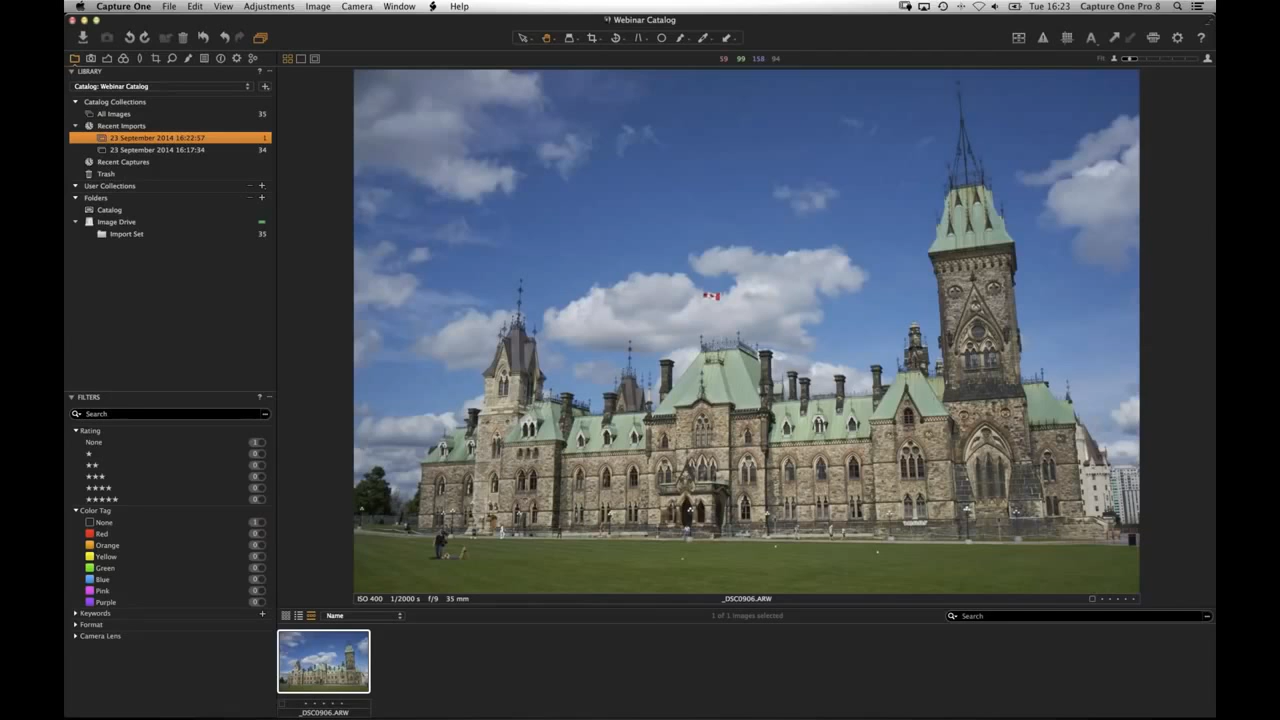 Capture One File Edit View Adjustments Image Camera Window Help Tue 16:23 Capture One Pro 8
Webinar Catalog
59 99 158 94
FIT
LIBRARY ?
Catalog: Webinar Catalog
Catalog Collections
All Images 35
Recent Imports
23 September 2014 16:22:57 1
23 September 2014 16:17:34 34
Recent Captures
Trash
User Collections
Folders
Catalog
Image Drive
Import Set 35
FILTERS ?
Search
Rating
None 1
★ 0
★★ 0
★★★ 0
★★★★ 0
★★★★★ 0
Color Tag
None 1
Red 0
Orange 0
Yellow 0
Green 0
Blue 0
Pink 0
Purple 0
Keywords
Format
Camera Lens
ISO 400 1/2000 s f/9 35 mm _DSC0906.ARW
Name 1 of 1 images selected Search
_DSC0906.ARW